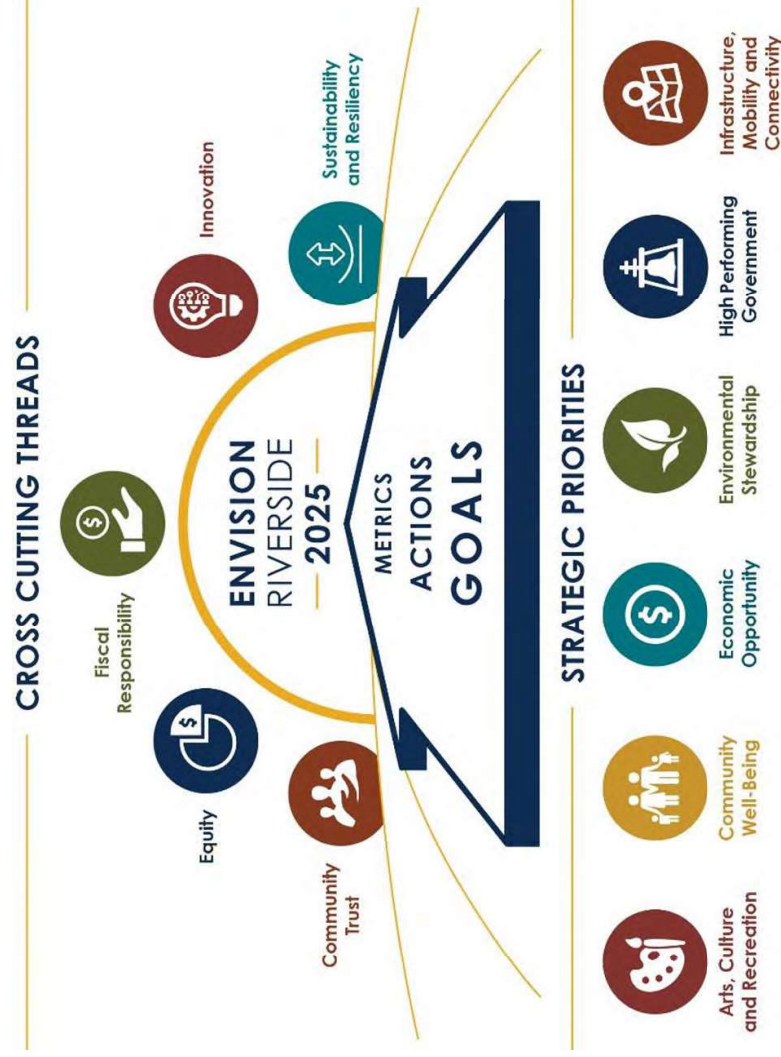 CROSS CUTTING THREADS
Fiscal
Responsibility
Equity
Innovation
Community
Trust
Sustainability
and Resiliency
ENVISION
RIVERSIDE
2025
METRICS
ACTIONS
GOALS
STRATEGIC PRIORITIES
Arts, Culture
and Recreation
Community
Well-Being
Economic
Opportunity
Environmental
Stewardship
High Performing
Government
Infrastructure,
Mobility and
Connectivity